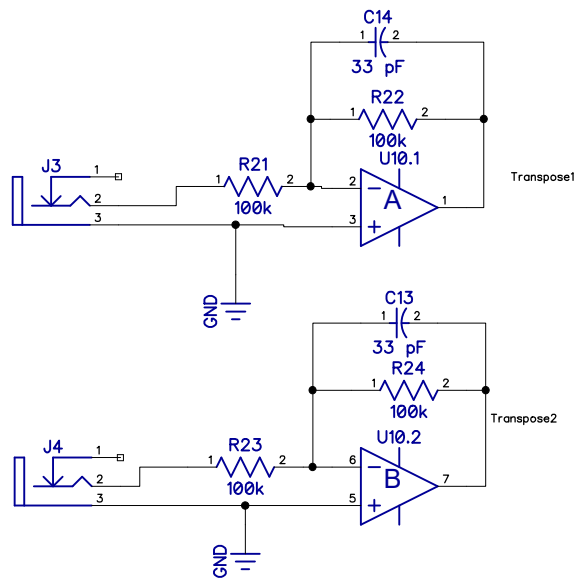 C14
1 2
33 pF
R22
1 2
100k
U10.1
J3
1
2
3
R21
1 2
100k
2
A
3
1
Transpose1
GND
C13
1 2
33 pF
R24
1 2
100k
Transpose2
U10.2
J4
1
2
3
R23
1 2
100k
6
B
5
7
GND